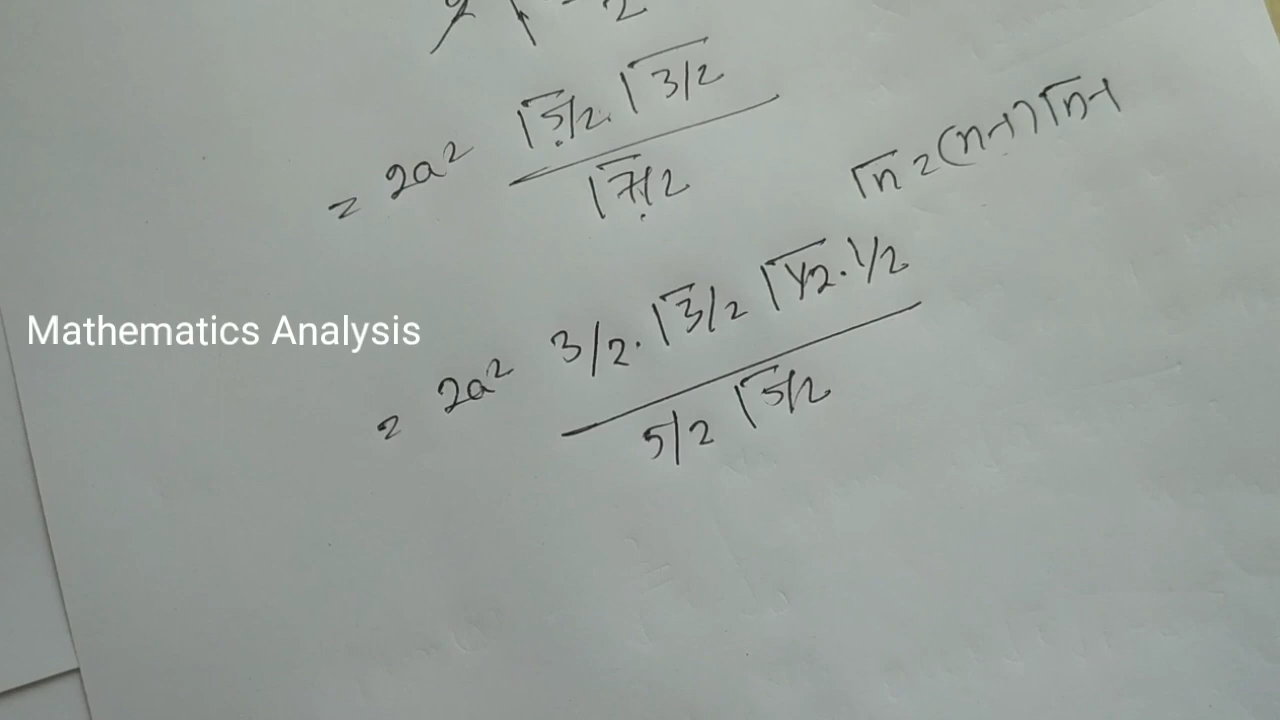 2
= 2a² Γ5/2. Γ3/2
Γ7/2
Γn = (n-1) Γn-1
Mathematics Analysis
= 2a² 3/2. Γ3/2 Γ1/2. 1/2
5/2 Γ5/2